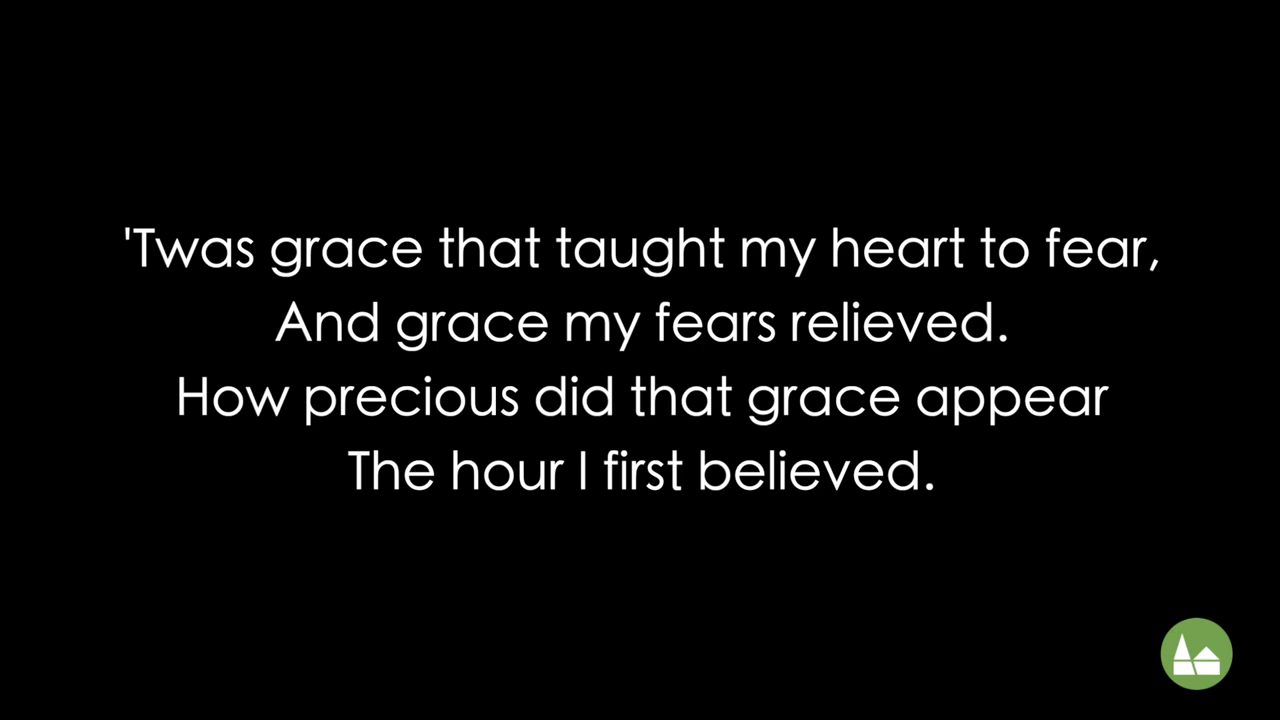 'Twas grace that taught my heart to fear,
And grace my fears relieved.
How precious did that grace appear
The hour I first believed.